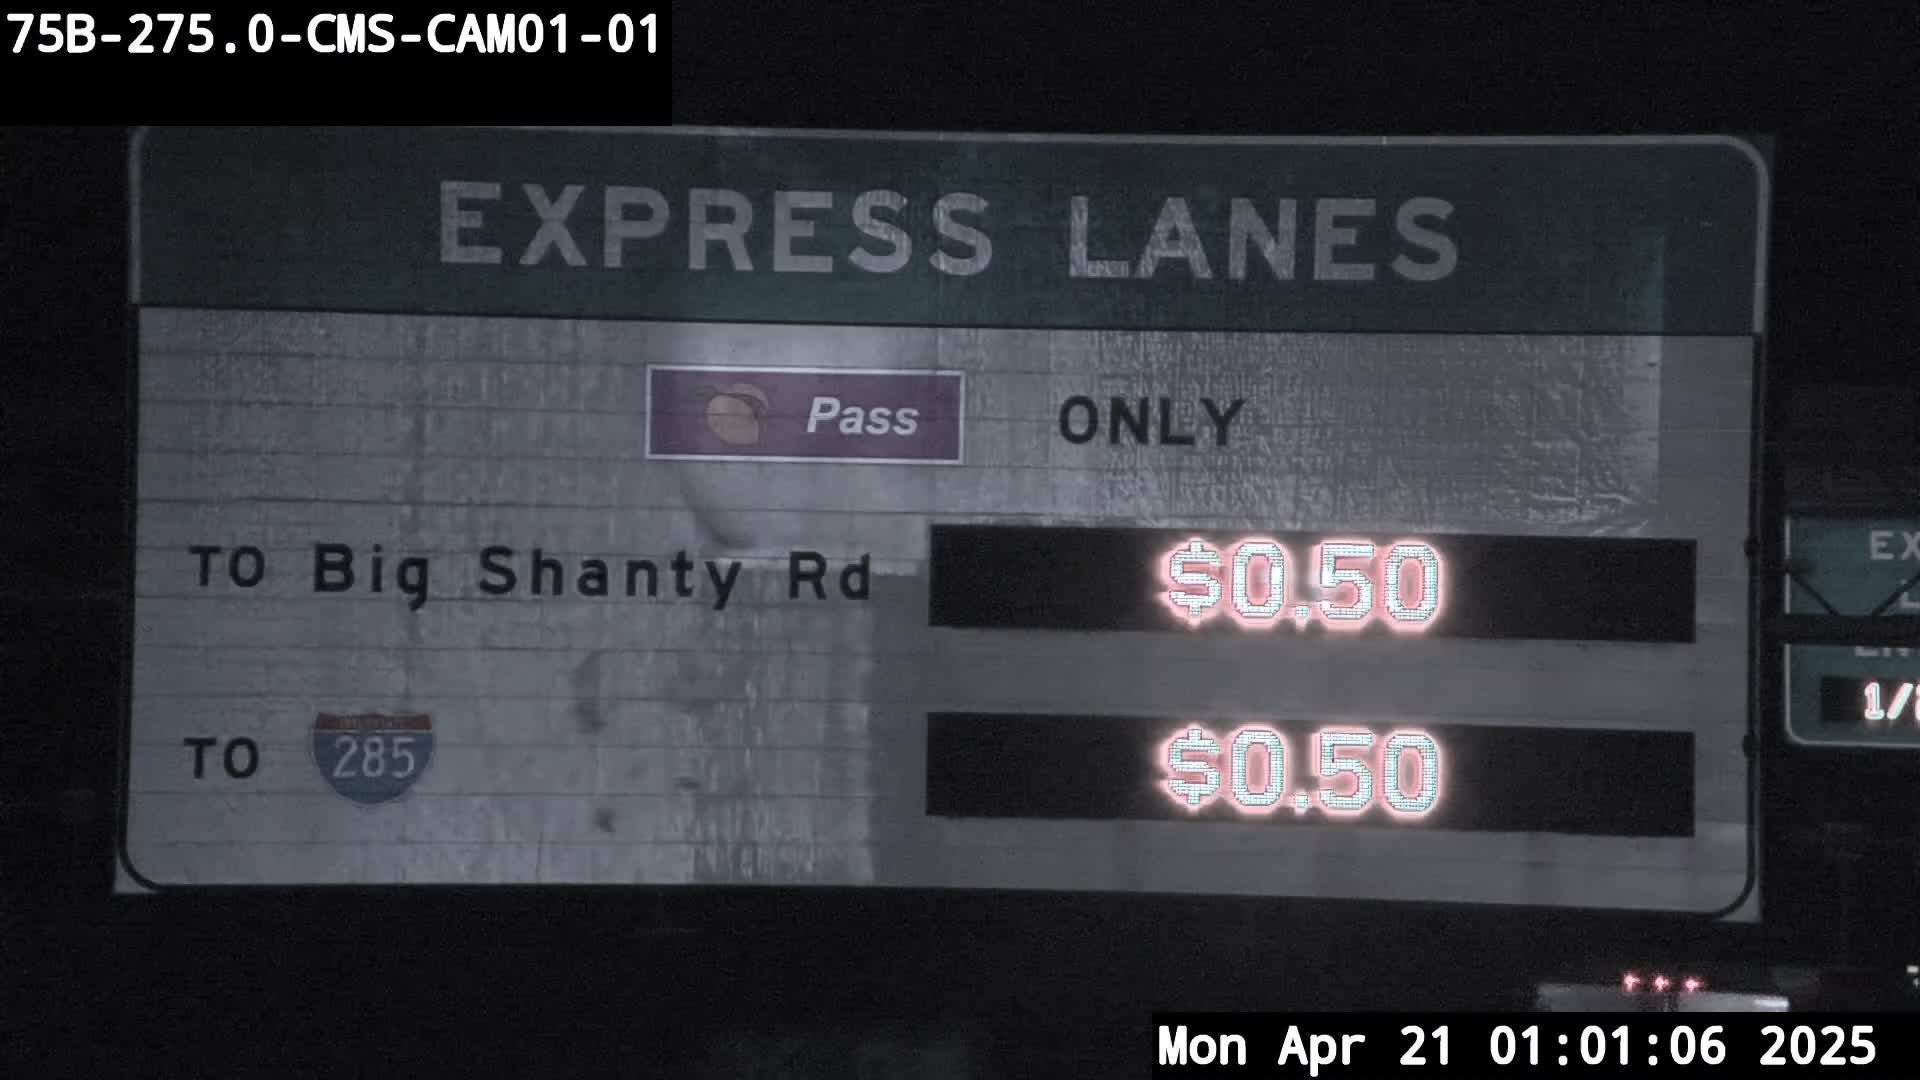 75B-275.0-CMS-CAM01-01
EXPRESS LANES
Pass ONLY
TO Big Shanty Rd $0.50
TO 285 $0.50
1/
Mon Apr 21 01:01:06 2025